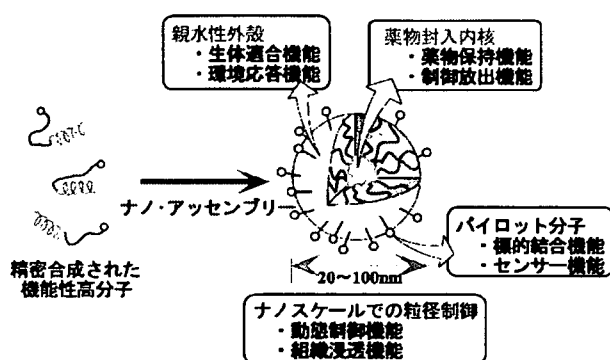 親水性外殻
・生体適合機能
・環境応答機能
薬物封入内核
・薬物保持機能
・制御放出機能
ナノ・アッセンブリー
精密合成された
機能性高分子
パイロット分子
・標的結合機能
・センサー機能
20〜100nm
ナノスケールでの粒径制御
・動態制御機能
・組織浸透機能